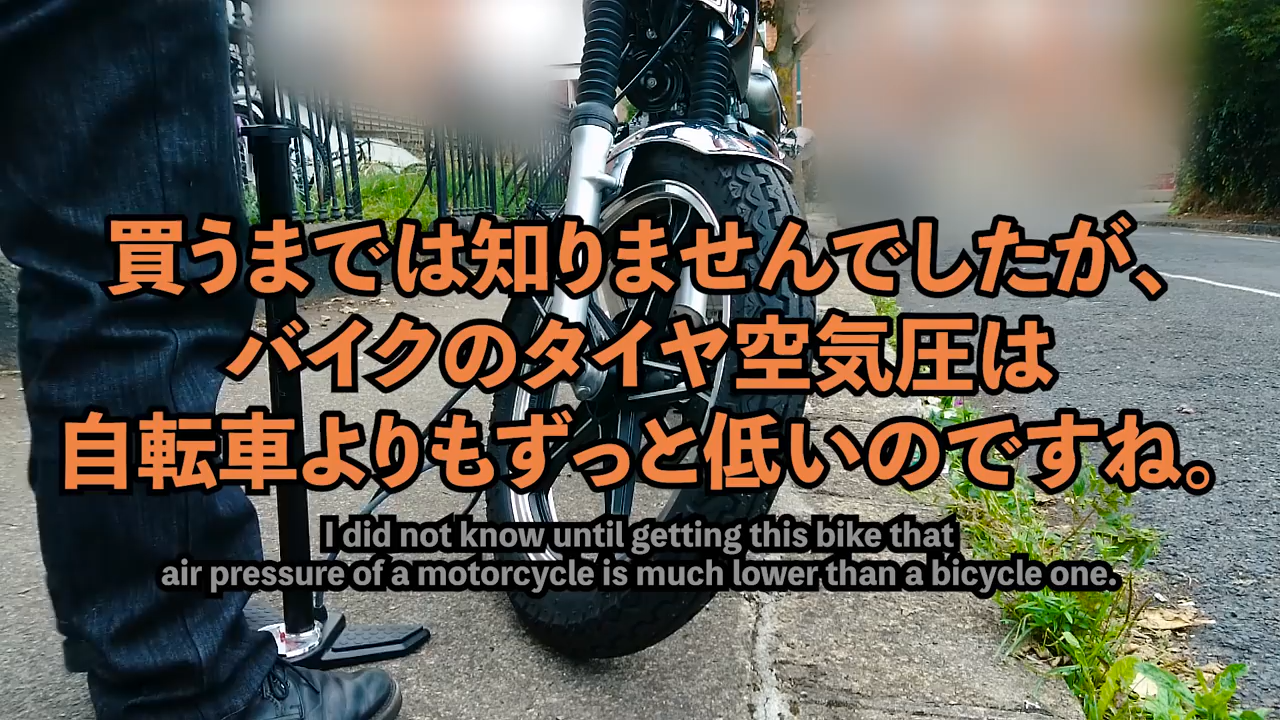 買うまでは知りませんでしたが、
バイクのタイヤ空気圧は
自転車よりもずっと低いのですね。
I did not know until getting this bike that
air pressure of a motorcycle is much lower than a bicycle one.